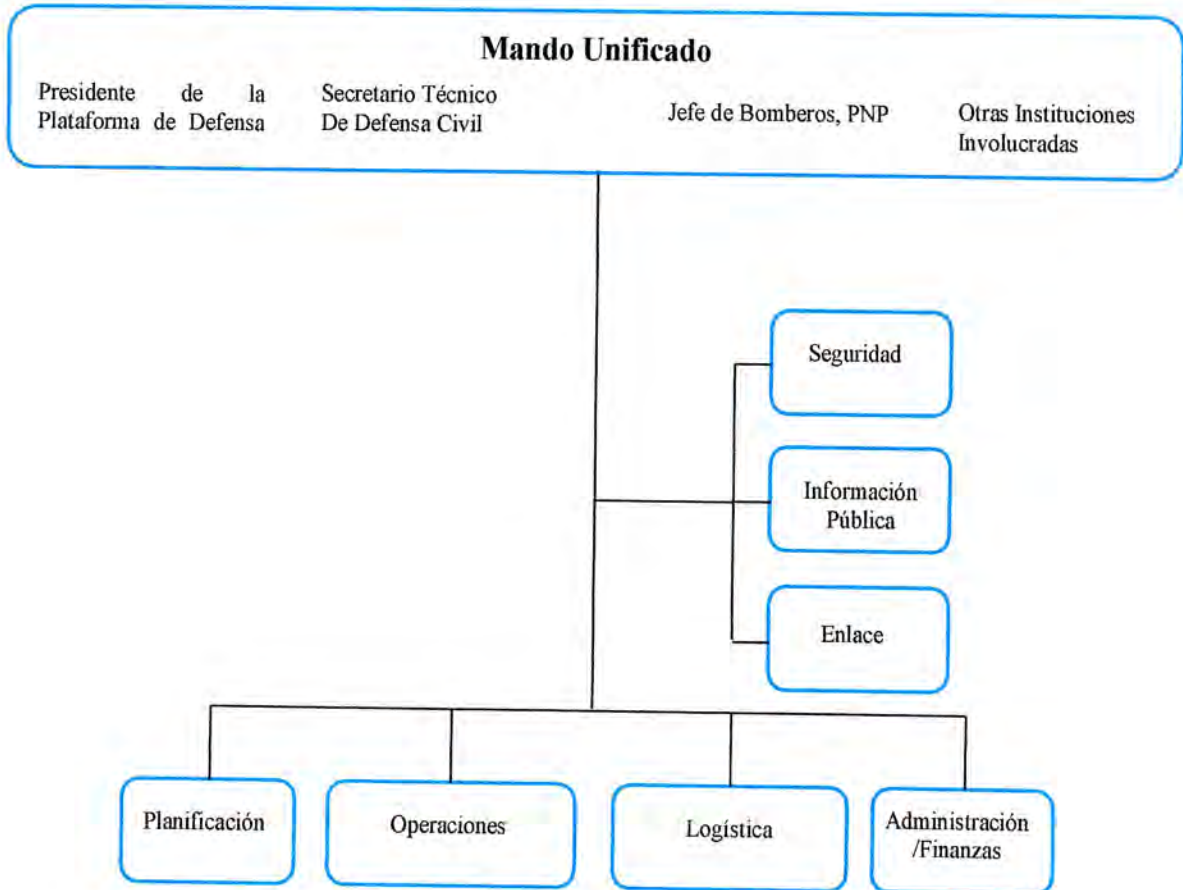 Mando Unificado
Presidente de la
Plataforma de Defensa
Secretario Técnico
De Defensa Civil
Jefe de Bomberos, PNP
Otras Instituciones
Involucradas
Seguridad
Información
Pública
Enlace
Planificación
Operaciones
Logística
Administración
/Finanzas